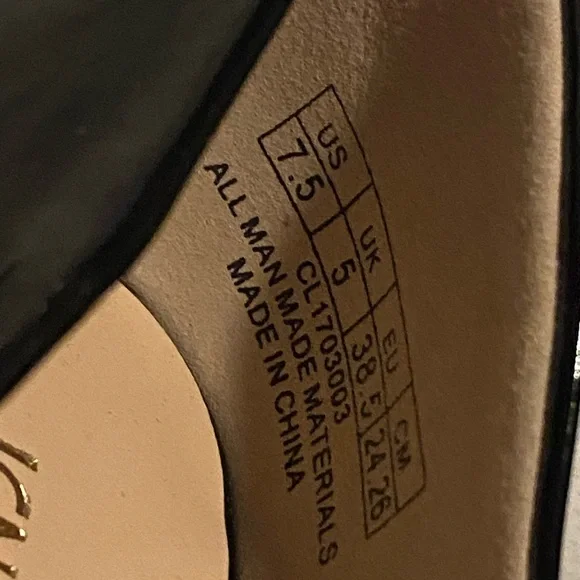 US UK EU CM
7.5 5 38.5 24.26
CL1703003
ALL MAN MADE MATERIALS
MADE IN CHINA